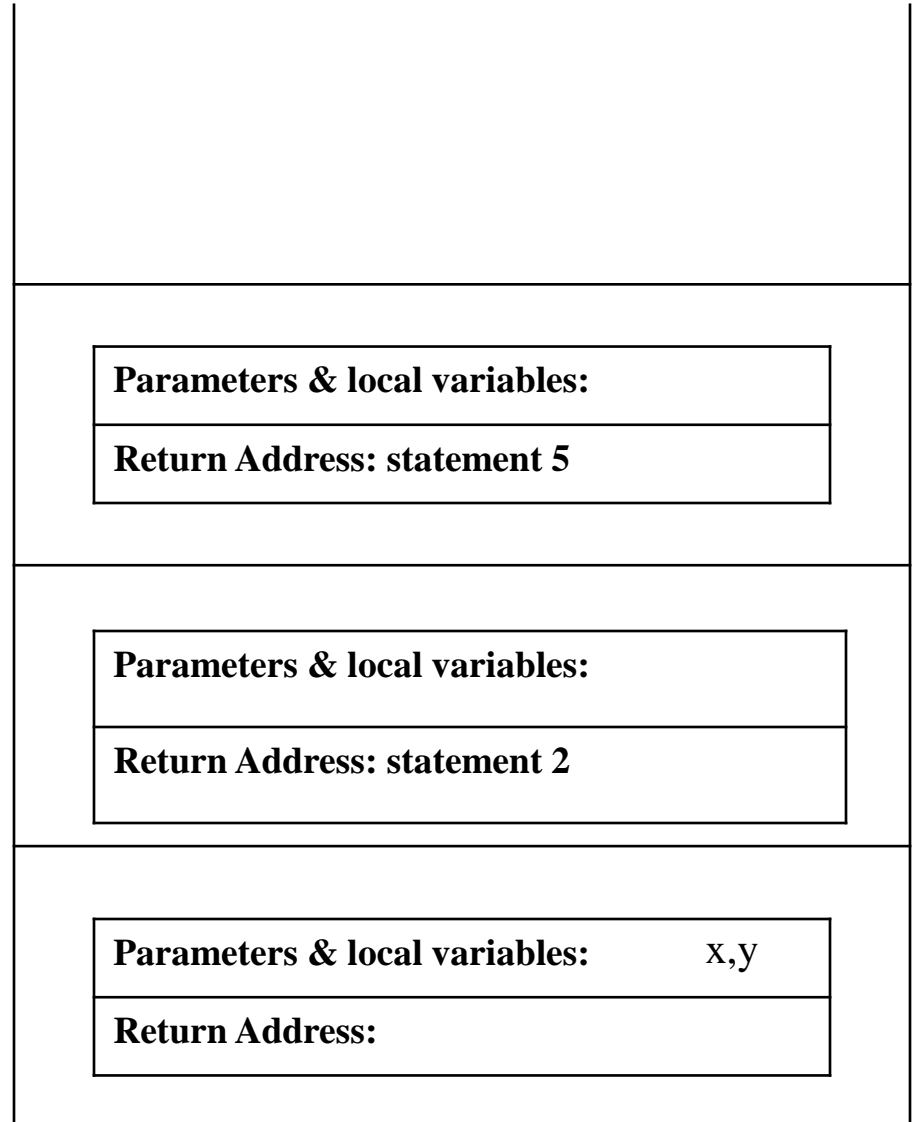 Parameters & local variables:
Return Address: statement 5
Parameters & local variables:
Return Address: statement 2
Parameters & local variables: x,y
Return Address: